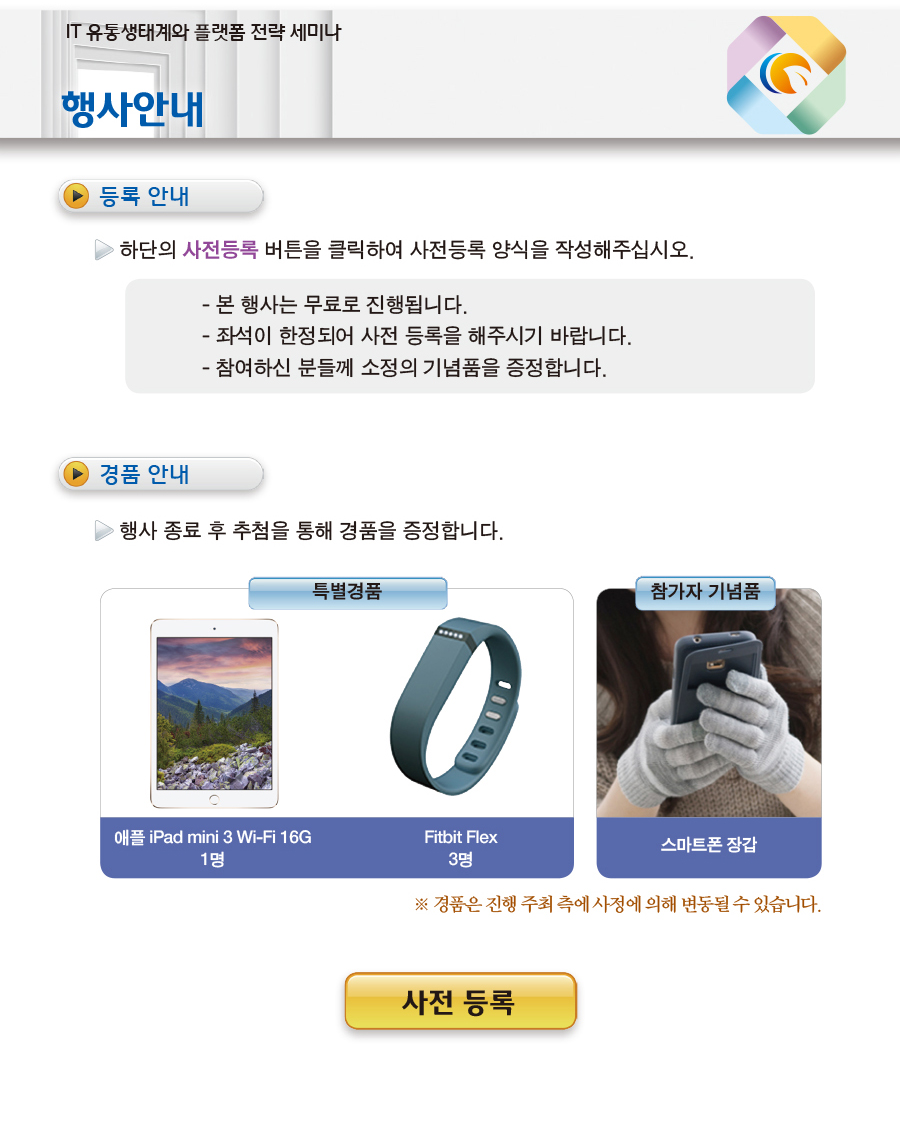 IT 유통생태계와 플랫폼 전략 세미나
행사안내
등록 안내
하단의 사전등록 버튼을 클릭하여 사전등록 양식을 작성해주십시오.
- 본 행사는 무료로 진행됩니다.
- 좌석이 한정되어 사전 등록을 해주시기 바랍니다.
- 참여하신 분들께 소정의 기념품을 증정합니다.
경품 안내
행사 종료 후 추첨을 통해 경품을 증정합니다.
특별경품
애플 iPad mini 3 Wi-Fi 16G
1명
Fitbit Flex
3명
참가자 기념품
스마트폰 장갑
※ 경품은 진행 주최 측에 사정에 의해 변동될 수 있습니다.
사전 등록